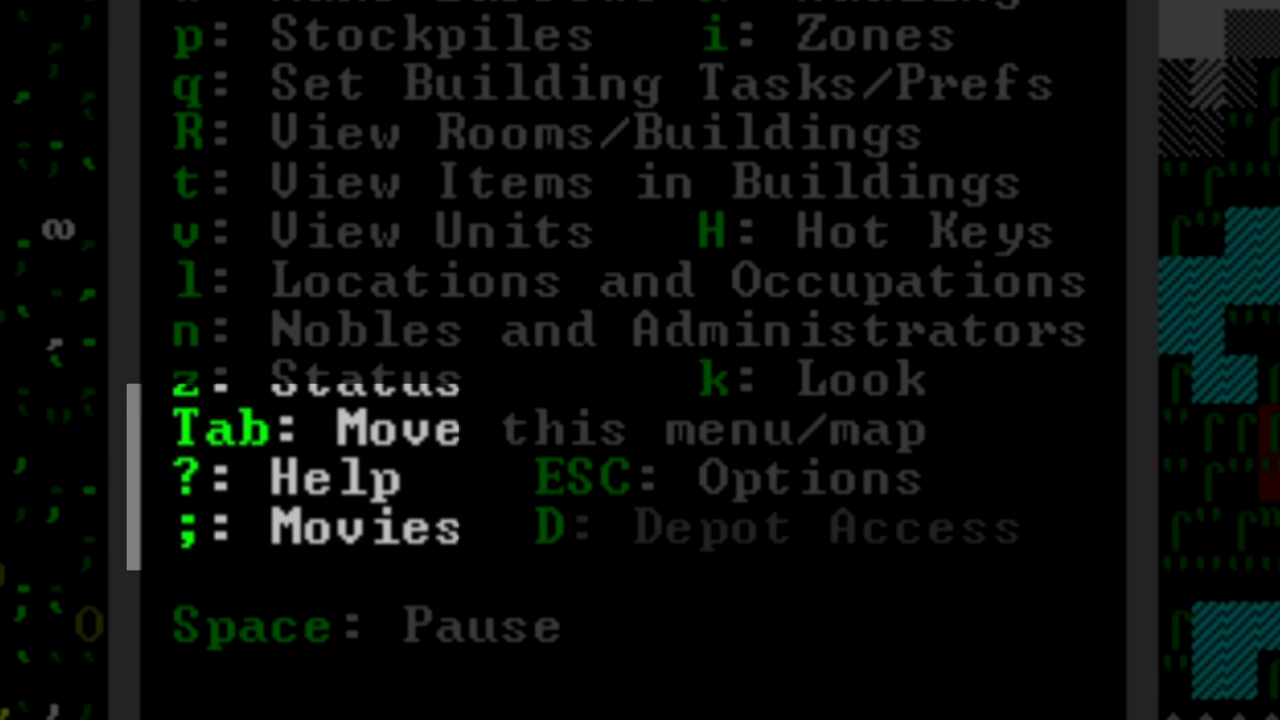 p: Stockpiles i: Zones
q: Set Building Tasks/Prefs
R: View Rooms/Buildings
t: View Items in Buildings
v: View Units H: Hot Keys
l: Locations and Occupations
n: Nobles and Administrators
z: Status k: Look
Tab: Move this menu/map
?: Help ESC: Options
;: Movies D: Depot Access
Space: Pause